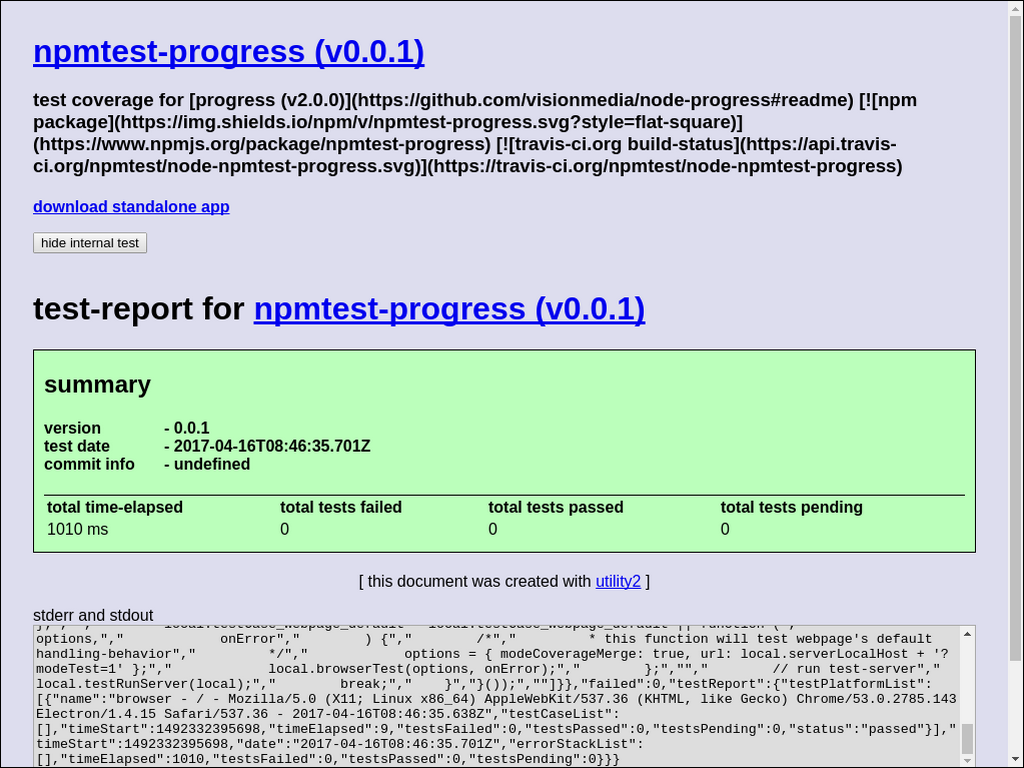 npmtest-progress (v0.0.1)
test coverage for [progress (v2.0.0)](https://github.com/visionmedia/node-progress#readme) [![npm
package](https://img.shields.io/npm/v/npmtest-progress.svg?style=flat-square)]
(https://www.npmjs.org/package/npmtest-progress) [![travis-ci.org build-status](https://api.travis-
ci.org/npmtest/node-npmtest-progress.svg)](https://travis-ci.org/npmtest/node-npmtest-progress)
download standalone app
hide internal test
test-report for npmtest-progress (v0.0.1)
summary
version - 0.0.1
test date - 2017-04-16T08:46:35.701Z
commit info - undefined
total time-elapsed total tests failed total tests passed total tests pending
1010 ms 0 0 0
[ this document was created with utility2 ]
stderr and stdout
options,","            onError","        ) {","        /*","        * this function will test webpage's default
handling-behavior","        */","            options = { modeCoverageMerge: true, url: local.serverLocalHost + '?
modeTest=1' };","            local.browserTest(options, onError);","        };","","        // run test-server","
local.testRunServer(local);","        break;","    }","}());",""]}},"failed":0,"testReport":{"testPlatformList":
[{"name":"browser - / - Mozilla/5.0 (X11; Linux x86_64) AppleWebKit/537.36 (KHTML, like Gecko) Chrome/53.0.2785.143
Electron/1.4.15 Safari/537.36 - 2017-04-16T08:46:35.638Z","testCaseList":
[],"timeStart":1492332395698,"timeElapsed":9,"testsFailed":0,"testsPassed":0,"testsPending":0,"status":"passed"}],"
timeStart":1492332395698,"date":"2017-04-16T08:46:35.701Z","errorStackList":
[],"timeElapsed":1010,"testsFailed":0,"testsPassed":0,"testsPending":0}}}